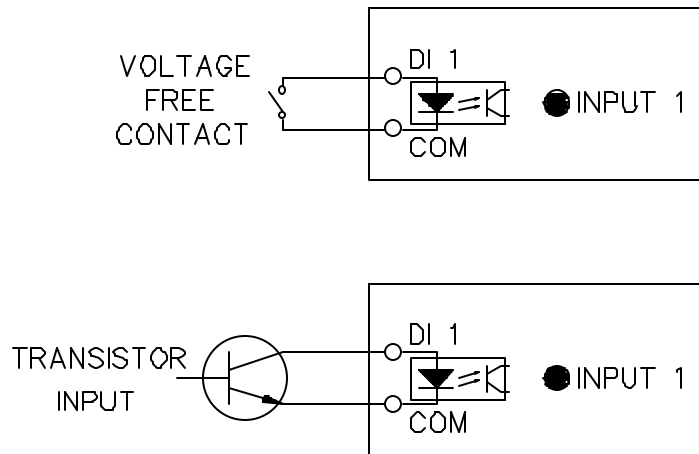 VOLTAGE
FREE
CONTACT
DI 1
INPUT 1
COM
TRANSISTOR
INPUT
DI 1
INPUT 1
COM